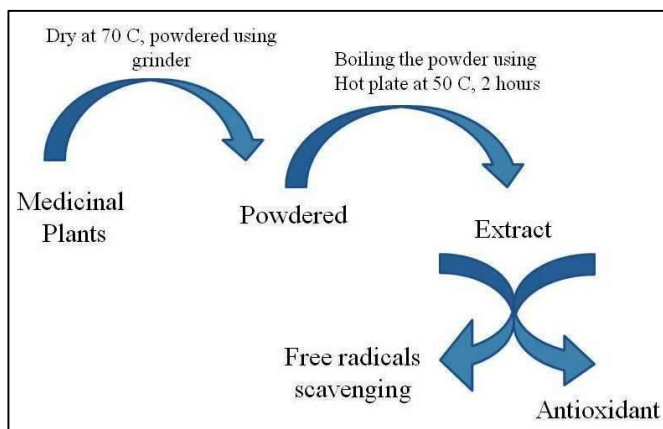 Dry at 70 C, powdered using
grinder
Boiling the powder using
Hot plate at 50 C, 2 hours
Medicinal
Plants
Powdered
Extract
Free radicals
scavenging
Antioxidant